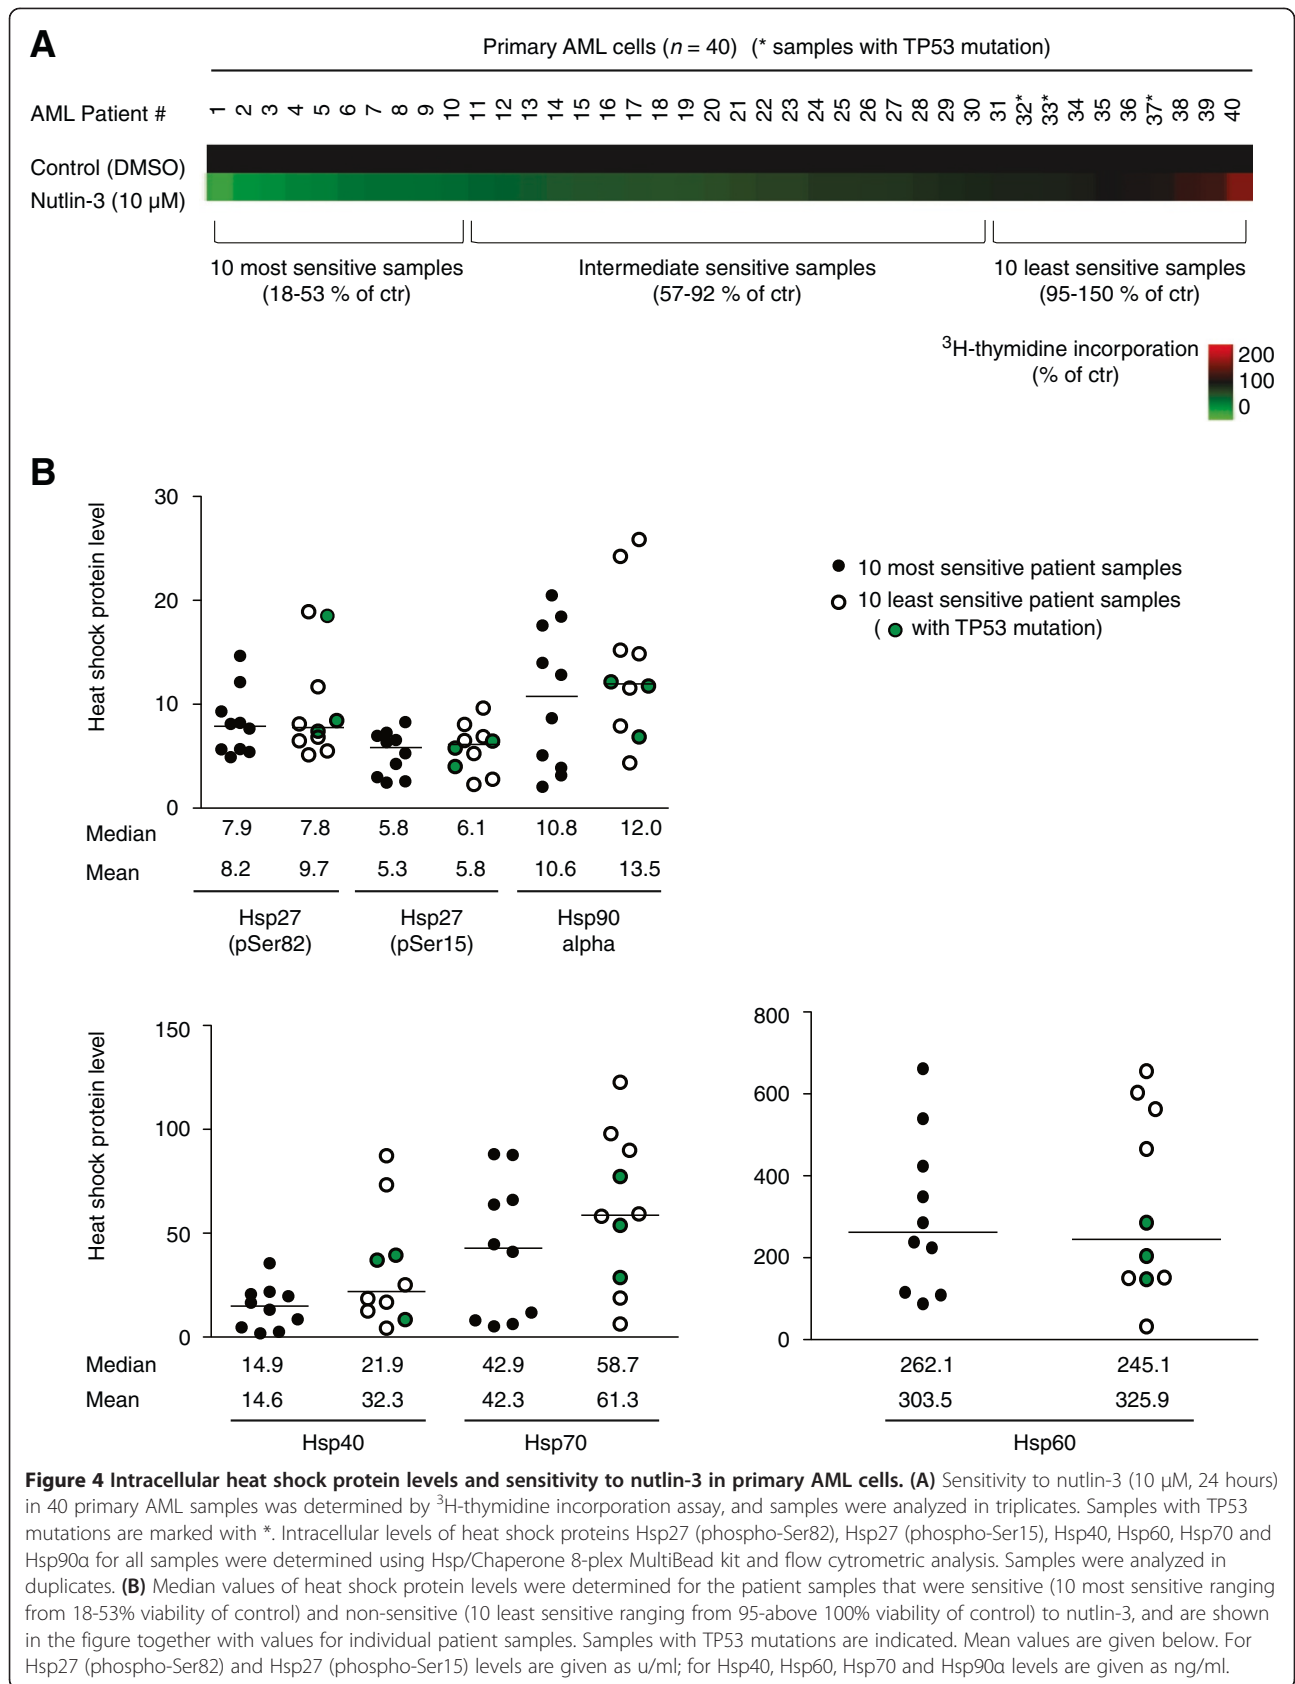 A
Primary AML cells (n = 40) (* samples with TP53 mutation)
AML Patient # 1 2 3 4 5 6 7 8 9 10 11 12 13 14 15 16 17 18 19 20 21 22 23 24 25 26 27 28 29 30 31 32* 33* 34 35 36 37* 38 39 40
Control (DMSO)
Nutlin-3 (10 µM)
10 most sensitive samples
(18-53 % of ctr)
Intermediate sensitive samples
(57-92 % of ctr)
10 least sensitive samples
(95-150 % of ctr)
³H-thymidine incorporation
(% of ctr)
200
100
0
B
Heat shock protein level
30
20
10
0
10 most sensitive patient samples
10 least sensitive patient samples
( with TP53 mutation)
Median 7.9 7.8 5.8 6.1 10.8 12.0
Mean 8.2 9.7 5.3 5.8 10.6 13.5
Hsp27
(pSer82)
Hsp27
(pSer15)
Hsp90
alpha
Heat shock protein level
150
100
50
0
800
600
400
200
0
Median 14.9 21.9 42.9 58.7 262.1 245.1
Mean 14.6 32.3 42.3 61.3 303.5 325.9
Hsp40 Hsp70 Hsp60
Figure 4 Intracellular heat shock protein levels and sensitivity to nutlin-3 in primary AML cells. (A) Sensitivity to nutlin-3 (10 µM, 24 hours)
in 40 primary AML samples was determined by ³H-thymidine incorporation assay, and samples were analyzed in triplicates. Samples with TP53
mutations are marked with *. Intracellular levels of heat shock proteins Hsp27 (phospho-Ser82), Hsp27 (phospho-Ser15), Hsp40, Hsp60, Hsp70 and
Hsp90α for all samples were determined using Hsp/Chaperone 8-plex MultiBead kit and flow cytrometric analysis. Samples were analyzed in
duplicates. (B) Median values of heat shock protein levels were determined for the patient samples that were sensitive (10 most sensitive ranging
from 18-53% viability of control) and non-sensitive (10 least sensitive ranging from 95-above 100% viability of control) to nutlin-3, and are shown
in the figure together with values for individual patient samples. Samples with TP53 mutations are indicated. Mean values are given below. For
Hsp27 (phospho-Ser82) and Hsp27 (phospho-Ser15) levels are given as u/ml; for Hsp40, Hsp60, Hsp70 and Hsp90α levels are given as ng/ml.